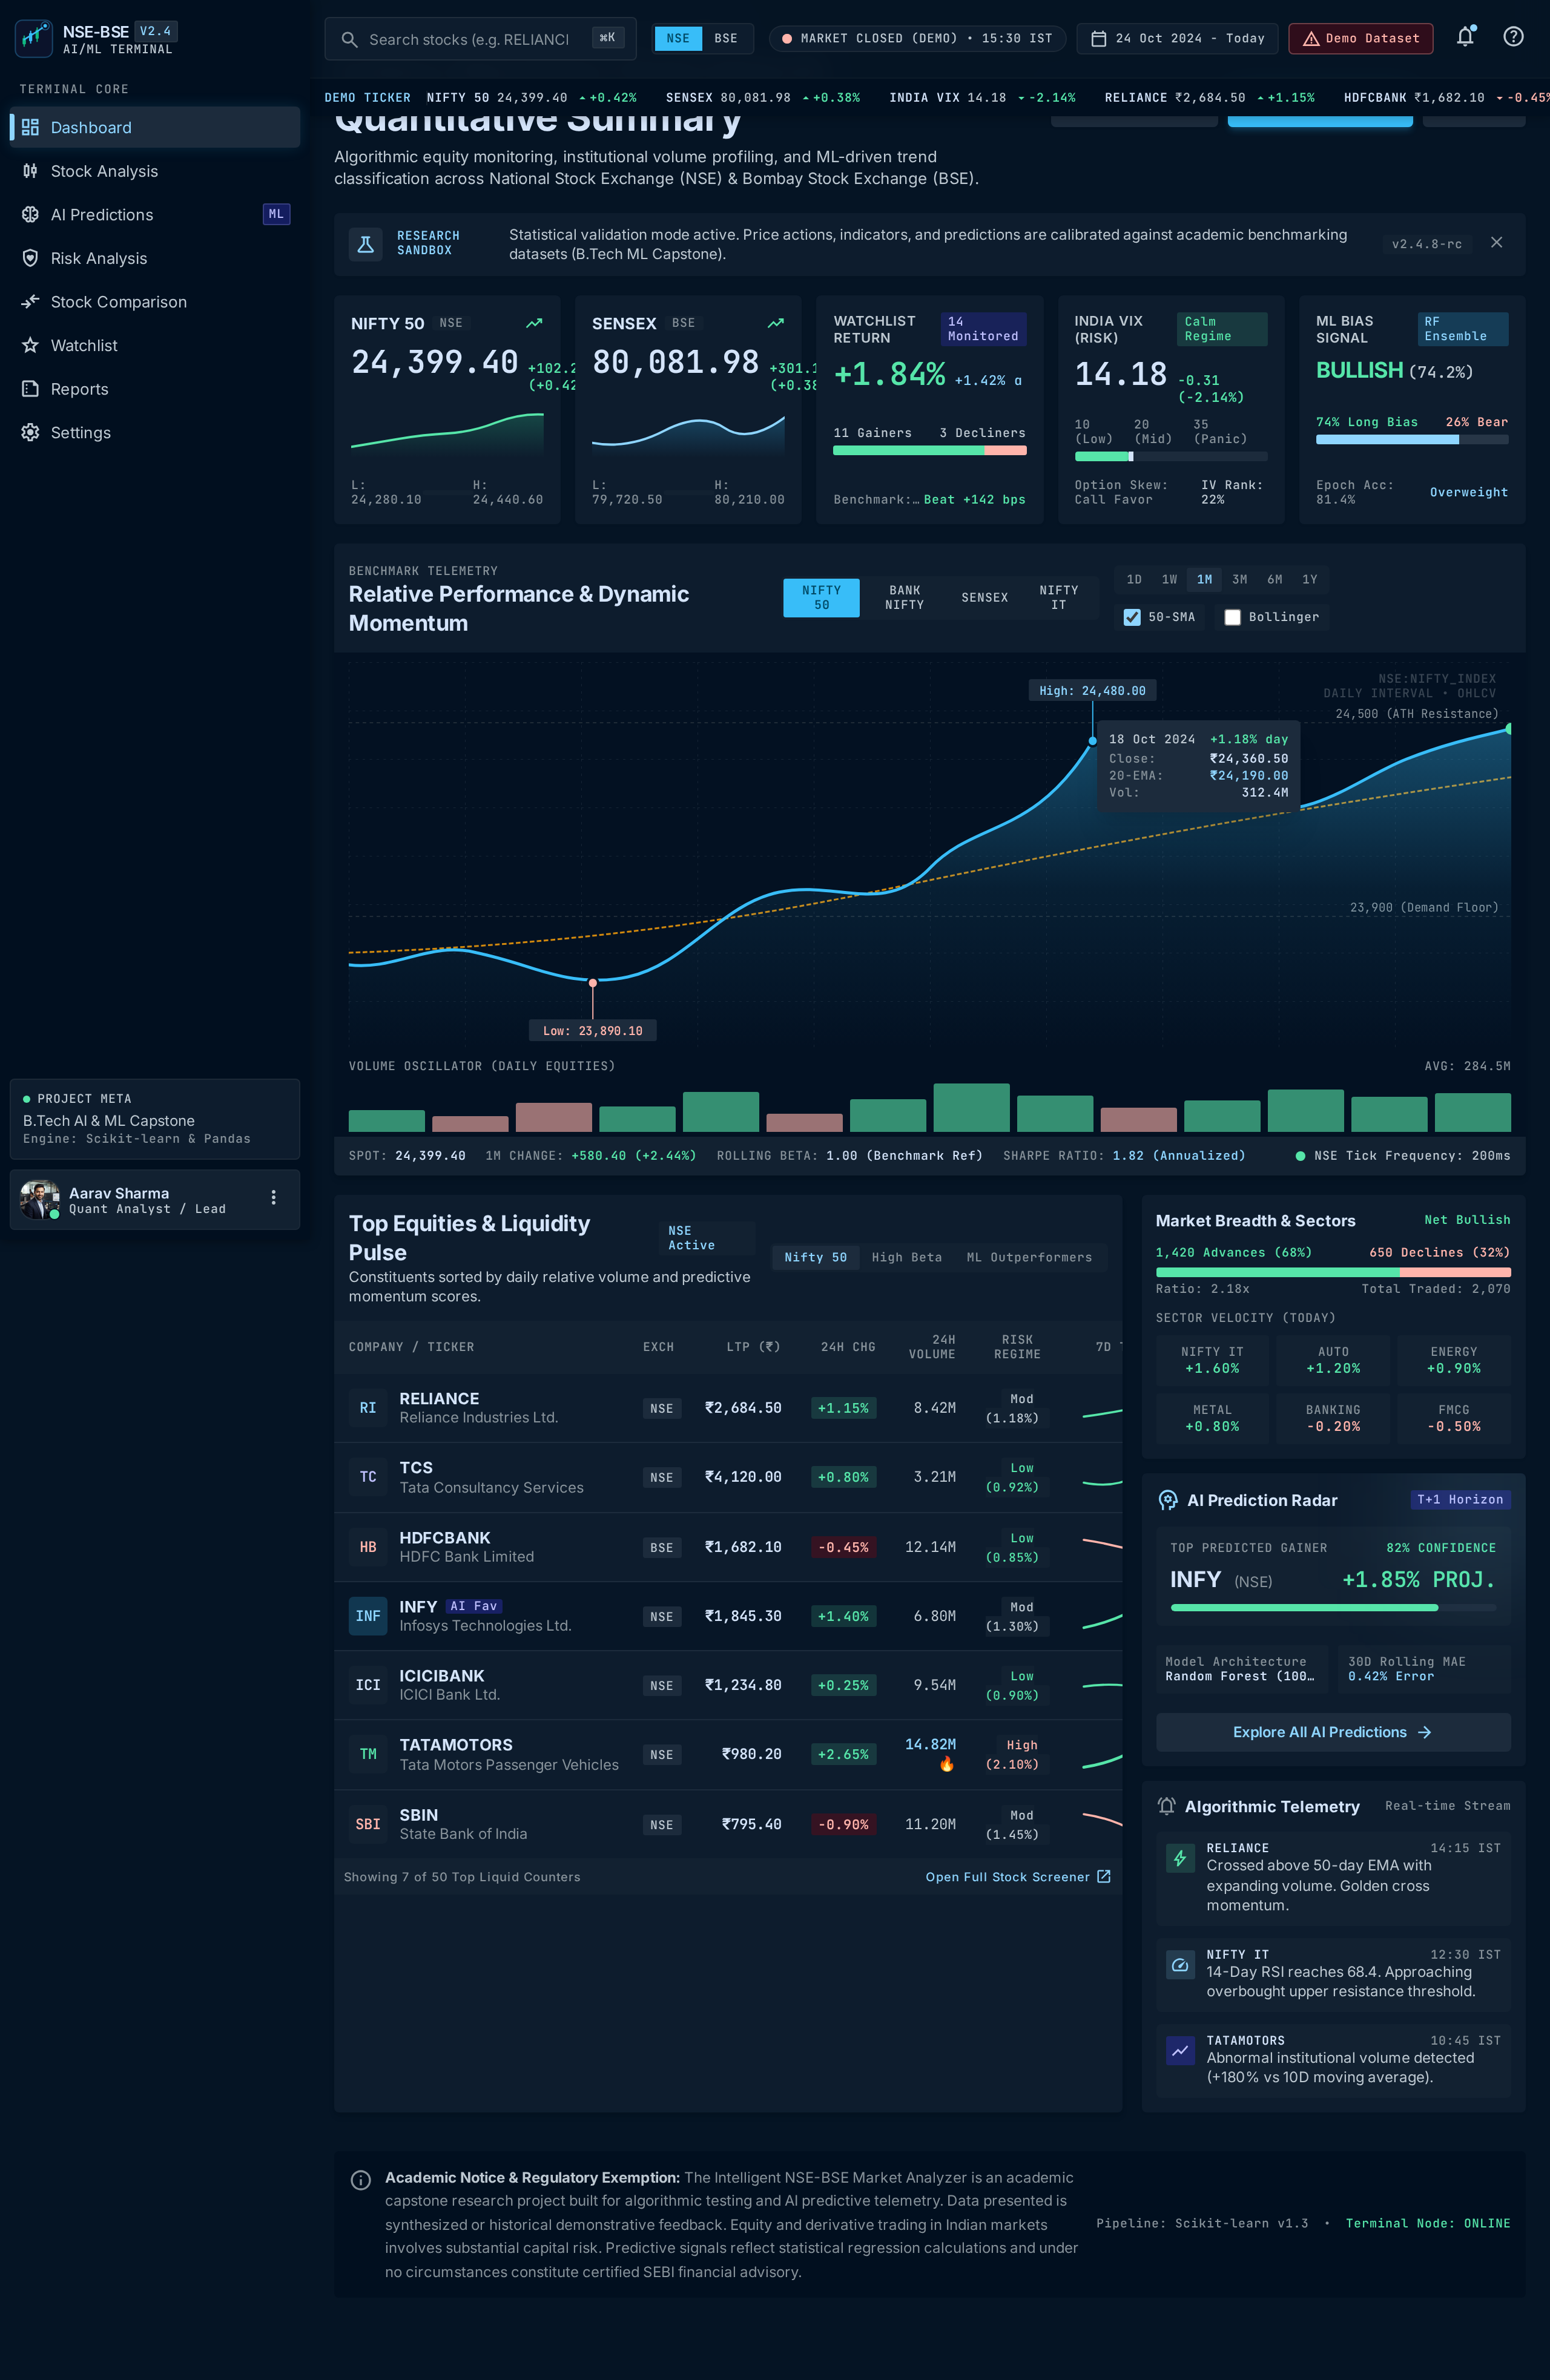 NSE-BSE V2.4
AI/ML TERMINAL
TERMINAL CORE
Dashboard
Stock Analysis
AI Predictions ML
Risk Analysis
Stock Comparison
Watchlist
Reports
Settings
PROJECT META
B.Tech AI & ML Capstone
Engine: Scikit-learn & Pandas
Aarav Sharma
Quant Analyst / Lead
Search stocks (e.g. RELIANCI ⌘K
NSE BSE
MARKET CLOSED (DEMO) • 15:30 IST
24 Oct 2024 - Today
Demo Dataset
DEMO TICKER NIFTY 50 24,399.40 +0.42% SENSEX 80,081.98 +0.38% INDIA VIX 14.18 -2.14% RELIANCE ₹2,684.50 +1.15% HDFCBANK ₹1,682.10 -0.45%
Quantitative Summary
Algorithmic equity monitoring, institutional volume profiling, and ML-driven trend
classification across National Stock Exchange (NSE) & Bombay Stock Exchange (BSE).
RESEARCH
SANDBOX
Statistical validation mode active. Price actions, indicators, and predictions are calibrated against academic benchmarking
datasets (B.Tech ML Capstone).
v2.4.8-rc
NIFTY 50 NSE
24,399.40 +102.2
(+0.42
L:
24,280.10
H:
24,440.60
SENSEX BSE
80,081.98 +301.1
(+0.38
L:
79,720.50
H:
80,210.00
WATCHLIST
RETURN
14
Monitored
+1.84% +1.42% α
11 Gainers 3 Decliners
Benchmark:… Beat +142 bps
INDIA VIX
(RISK)
Calm
Regime
14.18 -0.31
(-2.14%)
10
(Low)
20
(Mid)
35
(Panic)
Option Skew:
Call Favor
IV Rank:
22%
ML BIAS
SIGNAL
RF
Ensemble
BULLISH (74.2%)
74% Long Bias 26% Bear
Epoch Acc:
81.4%
Overweight
BENCHMARK TELEMETRY
Relative Performance & Dynamic
Momentum
NIFTY
50
BANK
NIFTY
SENSEX
NIFTY
IT
1D 1W 1M 3M 6M 1Y
50-SMA Bollinger
NSE:NIFTY_INDEX
DAILY INTERVAL • OHLCV
High: 24,480.00
24,500 (ATH Resistance)
18 Oct 2024 +1.18% day
Close: ₹24,360.50
20-EMA: ₹24,190.00
Vol: 312.4M
23,900 (Demand Floor)
Low: 23,890.10
VOLUME OSCILLATOR (DAILY EQUITIES) AVG: 284.5M
SPOT: 24,399.40 1M CHANGE: +580.40 (+2.44%) ROLLING BETA: 1.00 (Benchmark Ref) SHARPE RATIO: 1.82 (Annualized) NSE Tick Frequency: 200ms
Top Equities & Liquidity
Pulse
NSE
Active
Constituents sorted by daily relative volume and predictive
momentum scores.
Nifty 50 High Beta ML Outperformers
COMPANY / TICKER EXCH LTP (₹) 24H CHG 24H
VOLUME RISK
REGIME 7D
RI RELIANCE
Reliance Industries Ltd.
NSE ₹2,684.50 +1.15% 8.42M Mod
(1.18%)
TC TCS
Tata Consultancy Services
NSE ₹4,120.00 +0.80% 3.21M Low
(0.92%)
HB HDFCBANK
HDFC Bank Limited
BSE ₹1,682.10 -0.45% 12.14M Low
(0.85%)
INF INFY AI Fav
Infosys Technologies Ltd.
NSE ₹1,845.30 +1.40% 6.80M Mod
(1.30%)
ICI ICICIBANK
ICICI Bank Ltd.
NSE ₹1,234.80 +0.25% 9.54M Low
(0.90%)
TM TATAMOTORS
Tata Motors Passenger Vehicles
NSE ₹980.20 +2.65% 14.82M 🔥 High
(2.10%)
SBI SBIN
State Bank of India
NSE ₹795.40 -0.90% 11.20M Mod
(1.45%)
Showing 7 of 50 Top Liquid Counters Open Full Stock Screener
Market Breadth & Sectors Net Bullish
1,420 Advances (68%) 650 Declines (32%)
Ratio: 2.18x Total Traded: 2,070
SECTOR VELOCITY (TODAY)
NIFTY IT
+1.60%
AUTO
+1.20%
ENERGY
+0.90%
METAL
+0.80%
BANKING
-0.20%
FMCG
-0.50%
AI Prediction Radar T+1 Horizon
TOP PREDICTED GAINER 82% CONFIDENCE
INFY (NSE) +1.85% PROJ.
Model Architecture
Random Forest (100…
30D Rolling MAE
0.42% Error
Explore All AI Predictions
Algorithmic Telemetry Real-time Stream
RELIANCE 14:15 IST
Crossed above 50-day EMA with
expanding volume. Golden cross
momentum.
NIFTY IT 12:30 IST
14-Day RSI reaches 68.4. Approaching
overbought upper resistance threshold.
TATAMOTORS 10:45 IST
Abnormal institutional volume detected
(+180% vs 10D moving average).
Academic Notice & Regulatory Exemption: The Intelligent NSE-BSE Market Analyzer is an academic
capstone research project built for algorithmic testing and AI predictive telemetry. Data presented is
synthesized or historical demonstrative feedback. Equity and derivative trading in Indian markets
involves substantial capital risk. Predictive signals reflect statistical regression calculations and under
no circumstances constitute certified SEBI financial advisory.
Pipeline: Scikit-learn v1.3 • Terminal Node: ONLINE